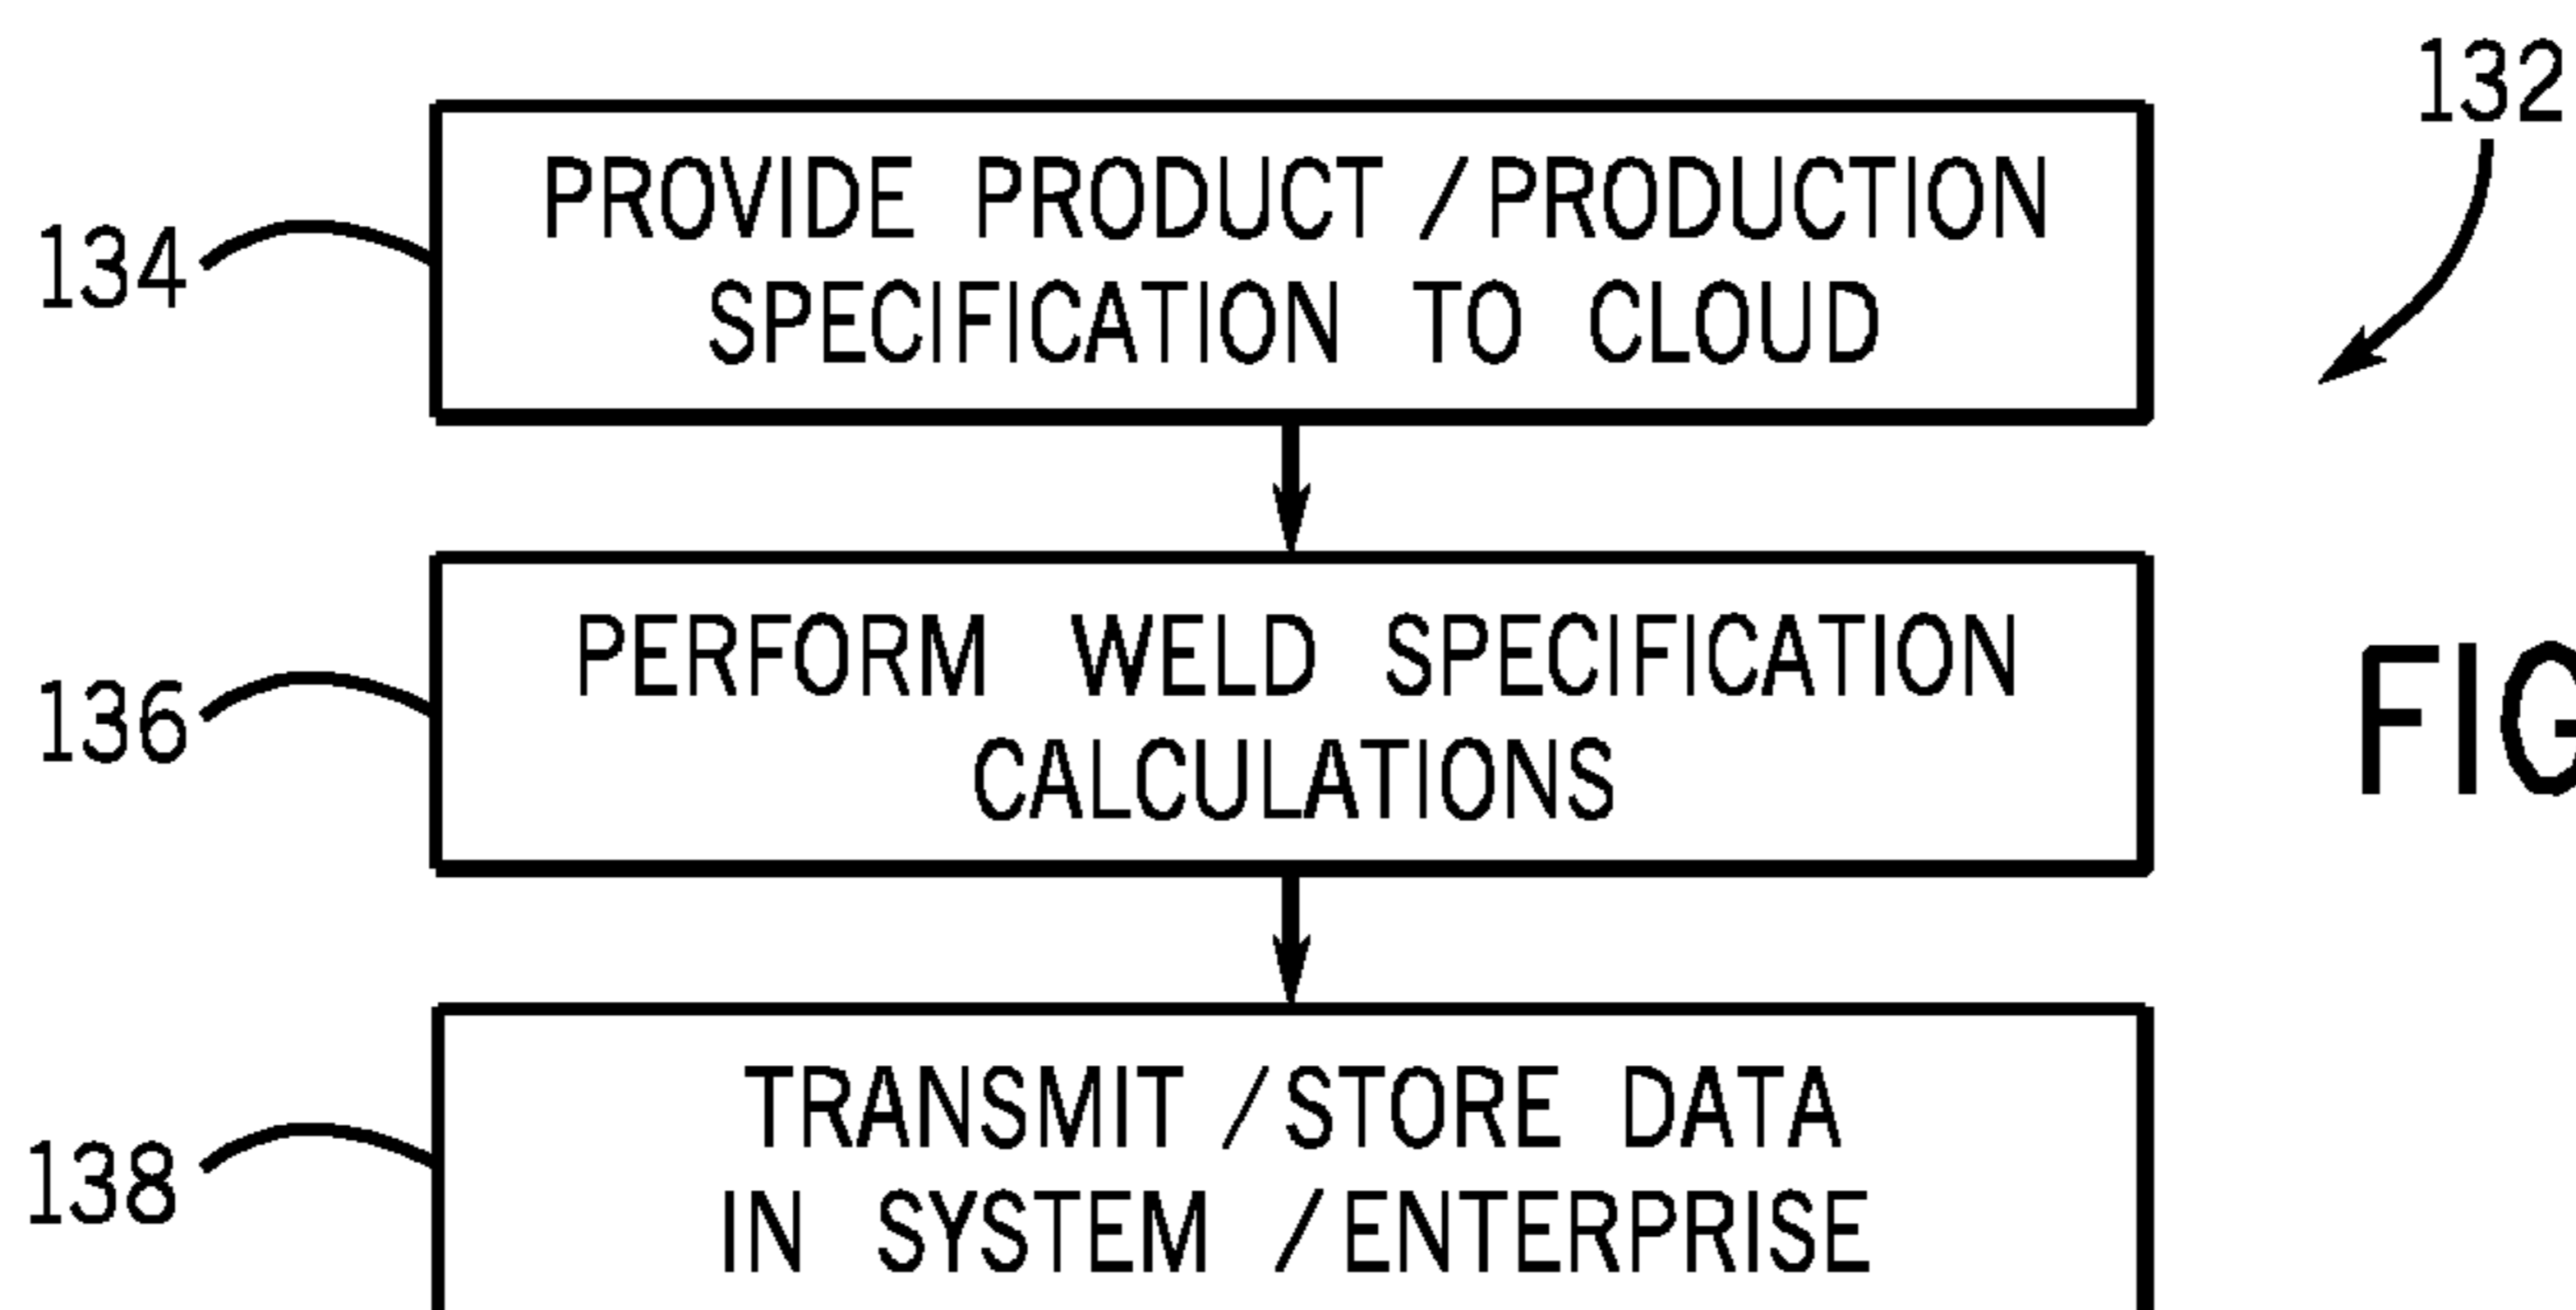 132
134
PROVIDE PRODUCT/PRODUCTION
SPECIFICATION TO CLOUD
136
PERFORM WELD SPECIFICATION
CALCULATIONS
FIG
138
TRANSMIT/STORE DATA
IN SYSTEM/ENTERPRISE